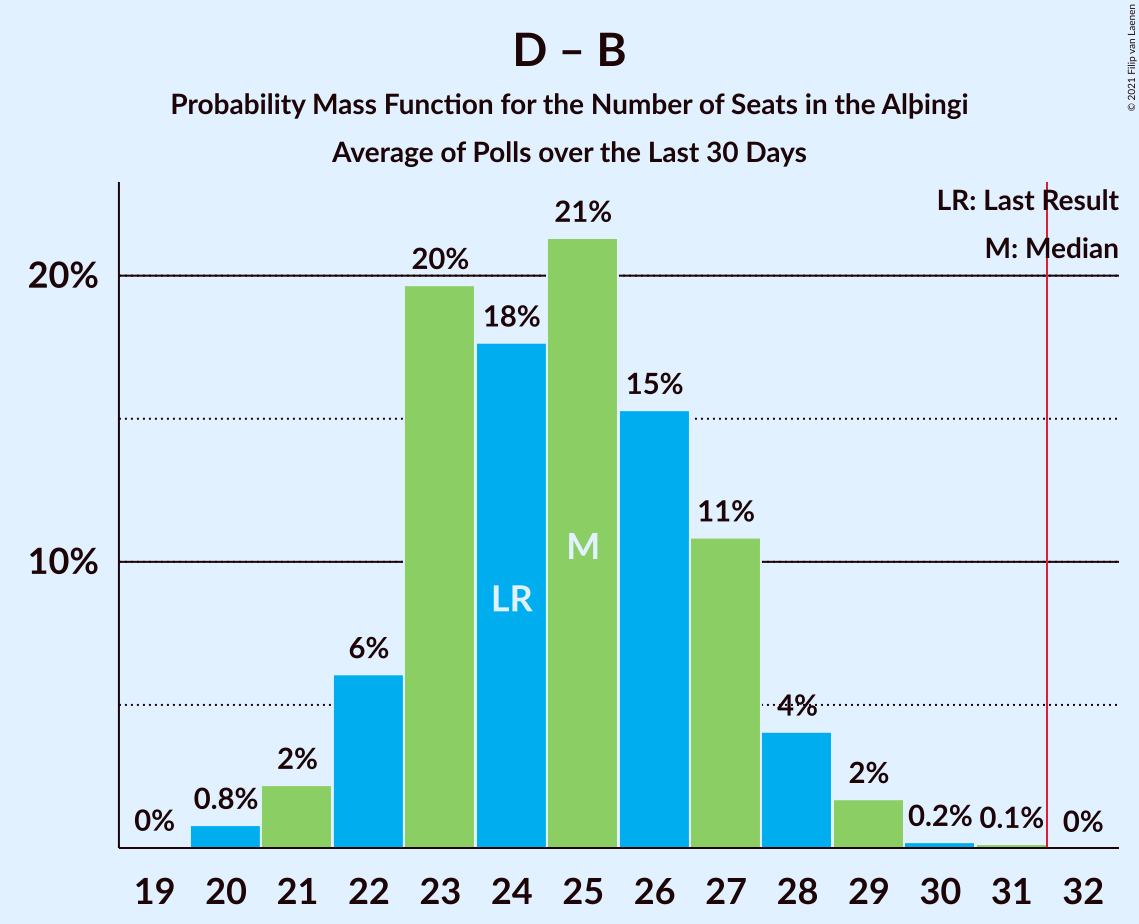 D – B
Probability Mass Function for the Number of Seats in the Alþingi
Average of Polls over the Last 30 Days
© 2021 Filip van Laenen
LR: Last Result
M: Median
20%
10%
0%
0.8%
2%
6%
20%
18%
21%
15%
11%
4%
2%
0.2%
0.1%
0%
LR
M
19 20 21 22 23 24 25 26 27 28 29 30 31 32